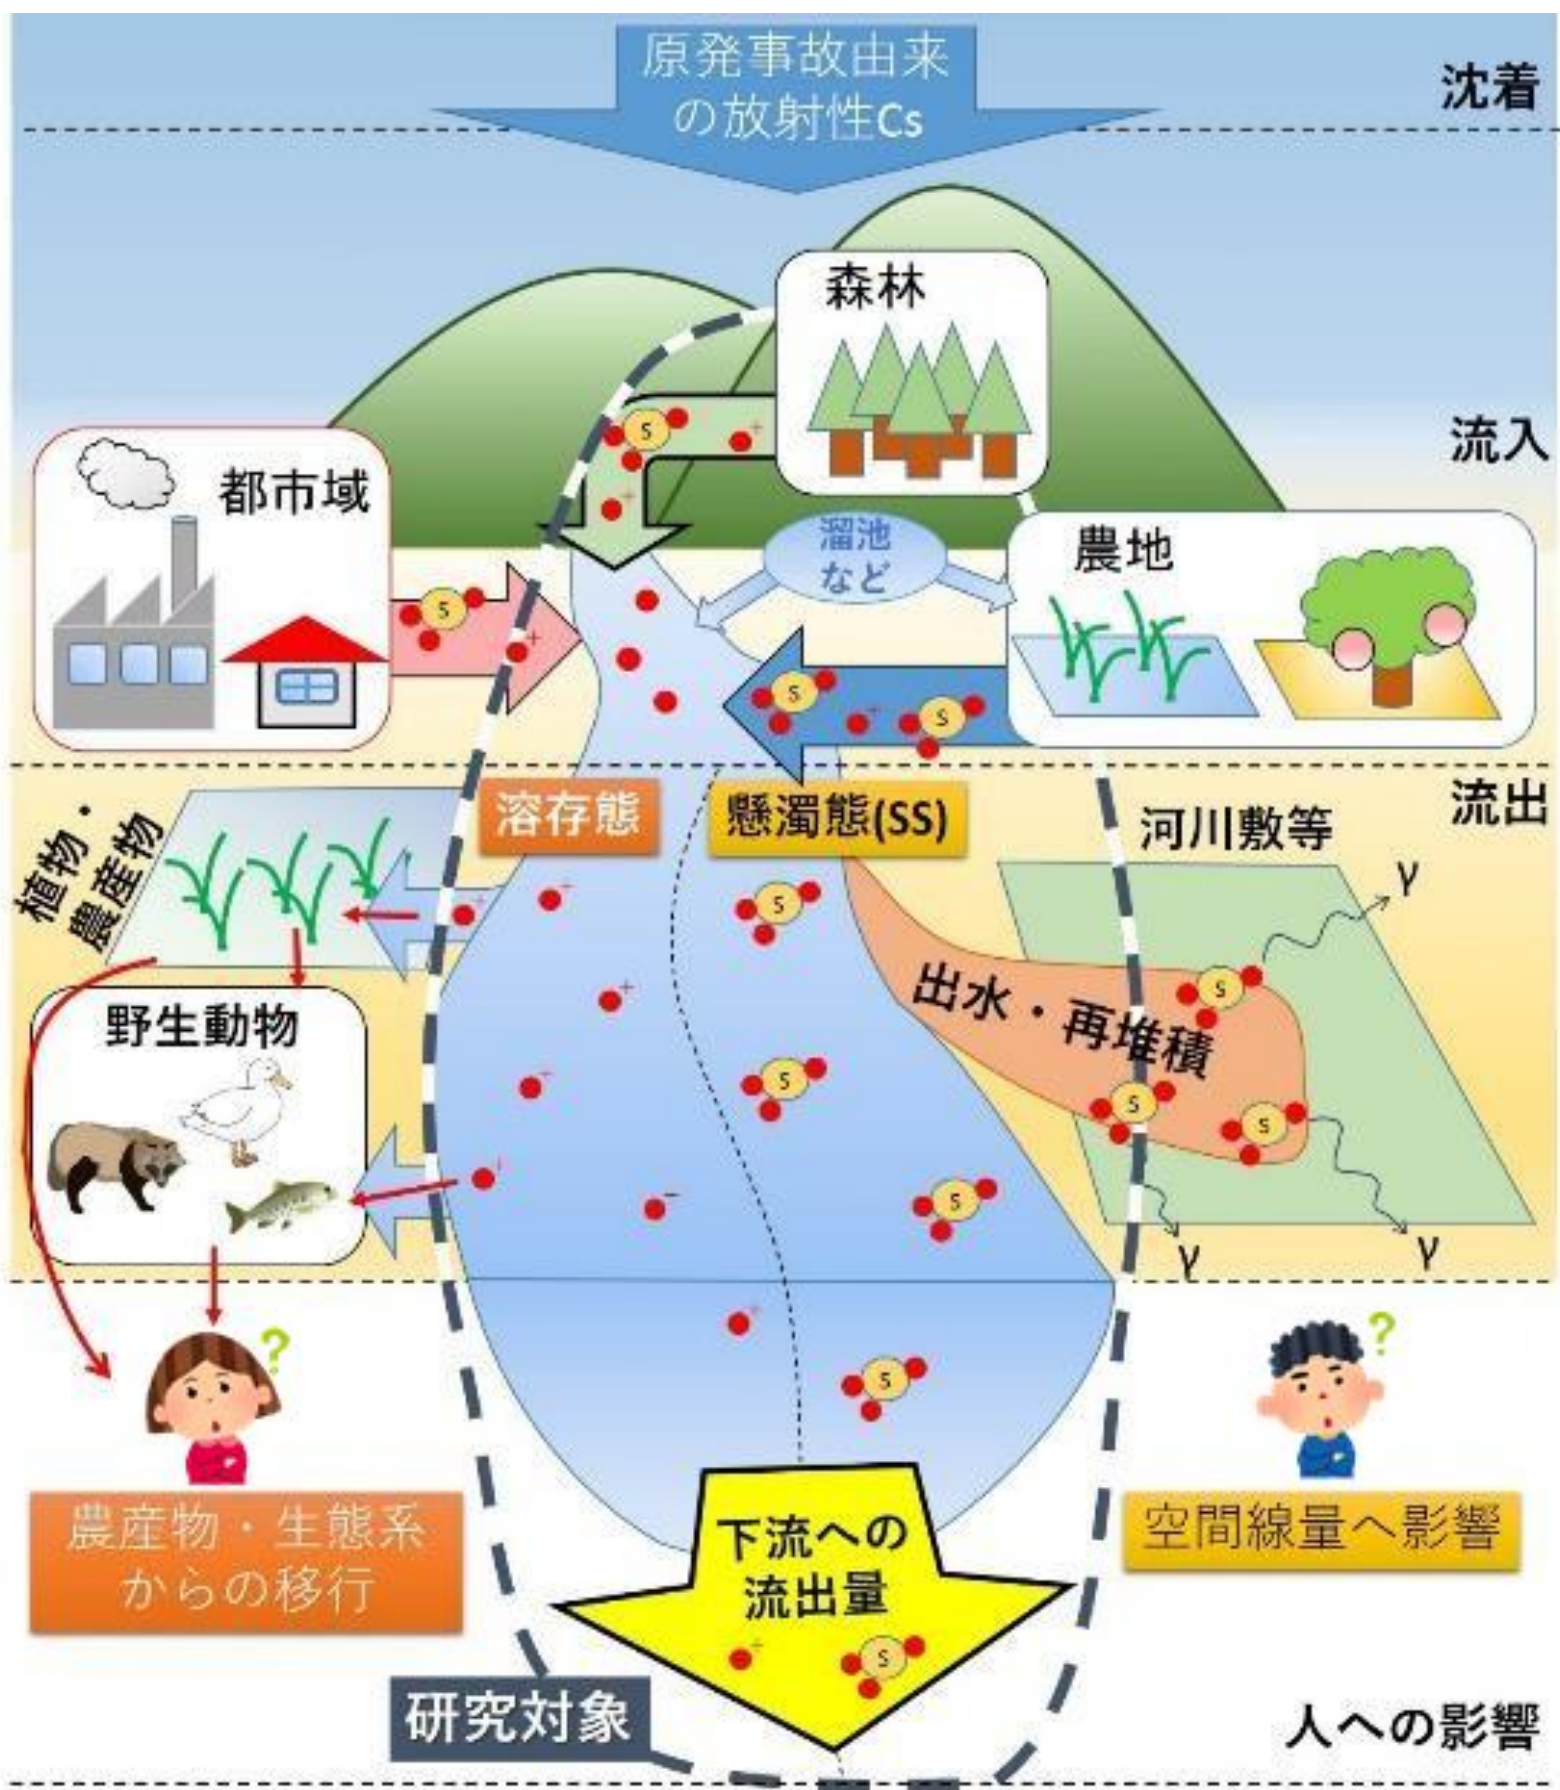 原発事故由来
の放射性Cs
沈着
森林
流入
都市域
S
+
+
溜池
など
農地
S
+
S
+
S
溶存態
懸濁態(SS)
流出
河川敷等
植物・
農産物
γ
+
+
S
S
出水・再堆積
+
野生動物
S
S
S
S
γ
γ
+
S
?
?
農産物・生態系
からの移行
空間線量へ影響
下流への
流出量
+
S
研究対象
人への影響